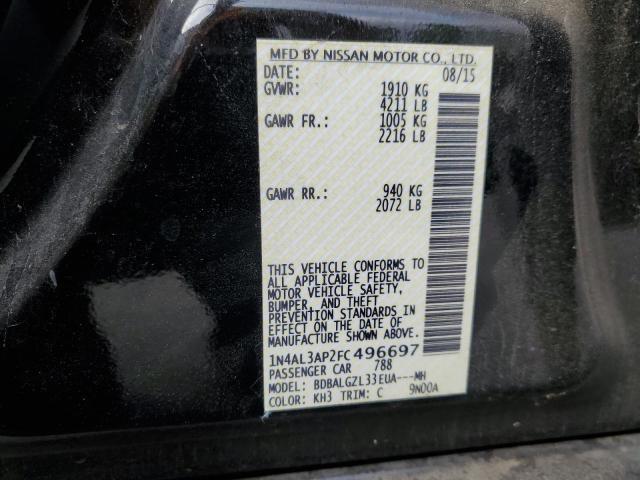 MFD BY NISSAN MOTOR CO., LTD.
DATE: 08/15
GVWR: 1910 KG
4211 LB
GAWR FR.: 1005 KG
2216 LB
GAWR RR.: 940 KG
2072 LB
THIS VEHICLE CONFORMS TO
ALL APPLICABLE FEDERAL
MOTOR VEHICLE SAFETY,
BUMPER, AND THEFT
PREVENTION STANDARDS IN
EFFECT ON THE DATE OF
MANUFACTURE SHOWN ABOVE.
1N4AL3AP2FC496697
PASSENGER CAR 788
MODEL: BDBALGZL33EUA---MH
COLOR: KH3 TRIM: C 9N00A